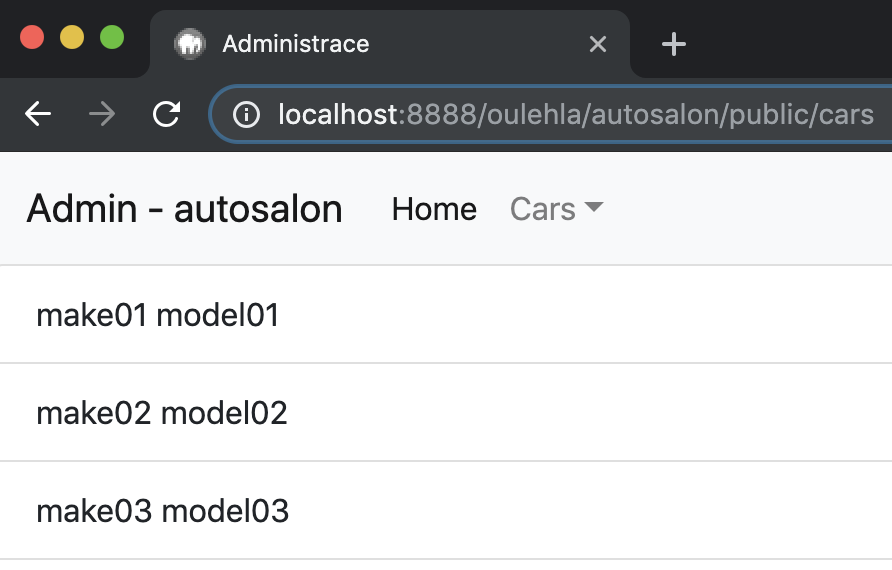 Administrace
localhost:8888/oulehla/autosalon/public/cars
Admin - autosalon Home Cars
make01 model01
make02 model02
make03 model03